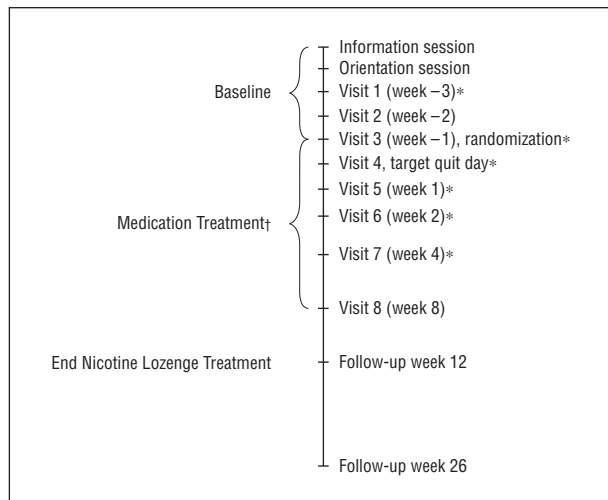 Information session
Orientation session
Baseline
Visit 1 (week –3)*
Visit 2 (week –2)
Visit 3 (week –1), randomization*
Visit 4, target quit day*
Visit 5 (week 1)*
Visit 6 (week 2)*
Medication Treatment†
Visit 7 (week 4)*
Visit 8 (week 8)
End Nicotine Lozenge Treatment
Follow-up week 12
Follow-up week 26